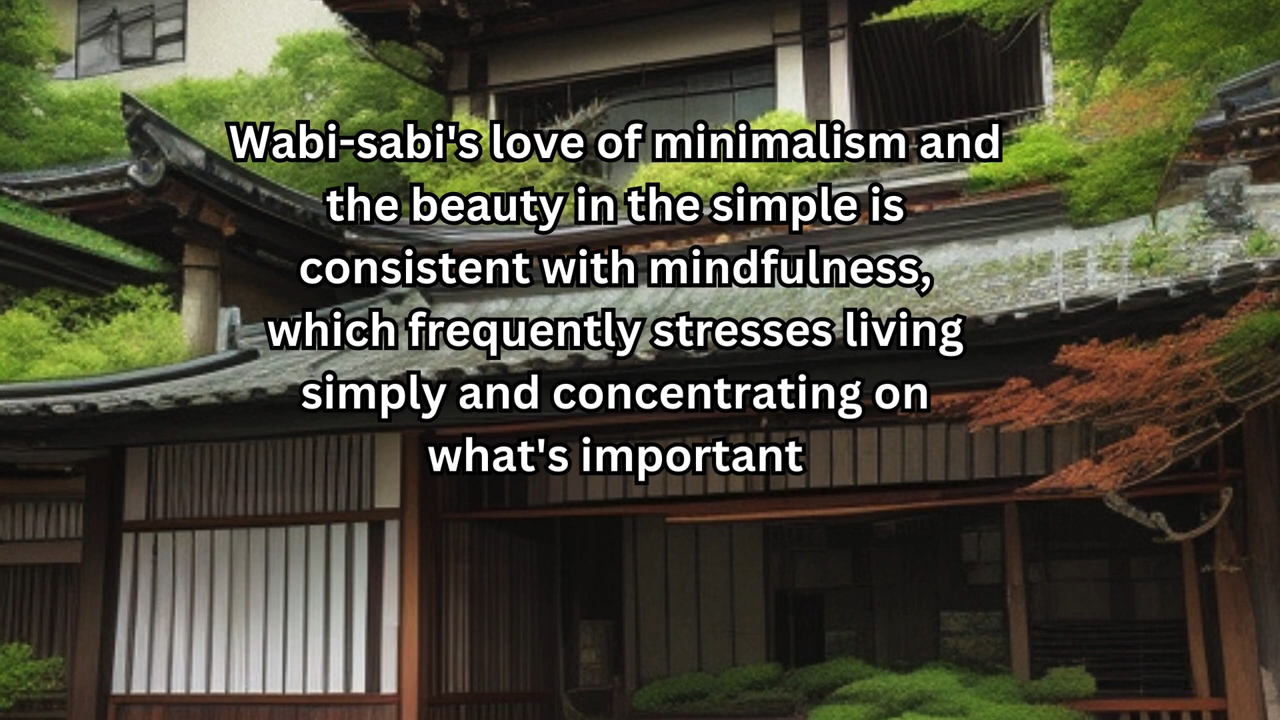 Wabi-sabi's love of minimalism and
the beauty in the simple is
consistent with mindfulness,
which frequently stresses living
simply and concentrating on
what's important